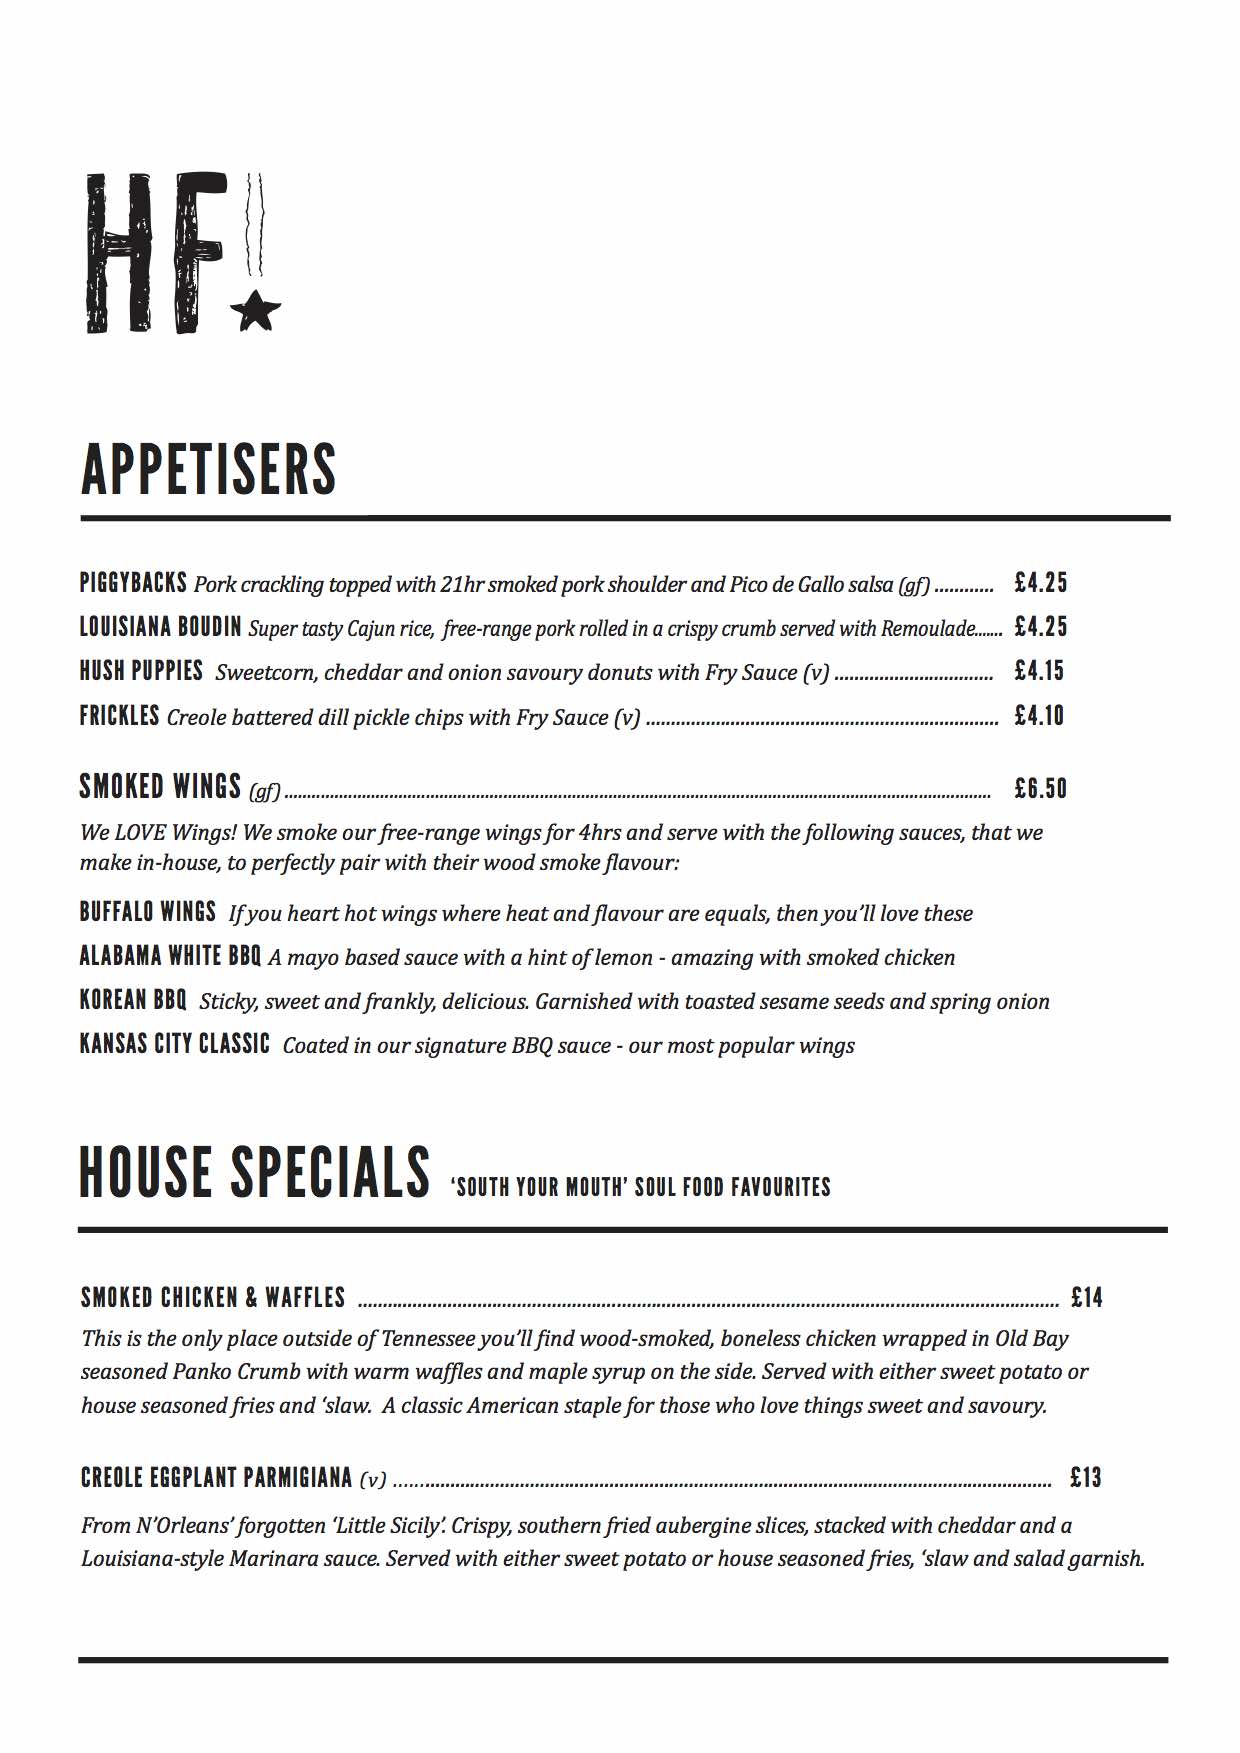 HF!
APPETISERS
PIGGYBACKS Pork crackling topped with 21hr smoked pork shoulder and Pico de Gallo salsa (gf) ............ £4.25
LOUISIANA BOUDIN Super tasty Cajun rice, free-range pork rolled in a crispy crumb served with Remoulade....... £4.25
HUSH PUPPIES Sweetcorn, cheddar and onion savoury donuts with Fry Sauce (v) ................................ £4.15
FRICKLES Creole battered dill pickle chips with Fry Sauce (v) ....................................................................... £4.10
SMOKED WINGS (gf) ............................................................................................................................................................ £6.50
We LOVE Wings! We smoke our free-range wings for 4hrs and serve with the following sauces, that we
make in-house, to perfectly pair with their wood smoke flavour:
BUFFALO WINGS If you heart hot wings where heat and flavour are equals, then you’ll love these
ALABAMA WHITE BBQ A mayo based sauce with a hint of lemon - amazing with smoked chicken
KOREAN BBQ Sticky, sweet and frankly, delicious. Garnished with toasted sesame seeds and spring onion
KANSAS CITY CLASSIC Coated in our signature BBQ sauce - our most popular wings
HOUSE SPECIALS ‘SOUTH YOUR MOUTH’ SOUL FOOD FAVOURITES
SMOKED CHICKEN & WAFFLES ............................................................................................................................................. £14
This is the only place outside of Tennessee you’ll find wood-smoked, boneless chicken wrapped in Old Bay
seasoned Panko Crumb with warm waffles and maple syrup on the side. Served with either sweet potato or
house seasoned fries and ‘slaw. A classic American staple for those who love things sweet and savoury.
CREOLE EGGPLANT PARMIGIANA (v) ..................................................................................................................................... £13
From N’Orleans’ forgotten ‘Little Sicily’. Crispy, southern fried aubergine slices, stacked with cheddar and a
Louisiana-style Marinara sauce. Served with either sweet potato or house seasoned fries, ‘slaw and salad garnish.